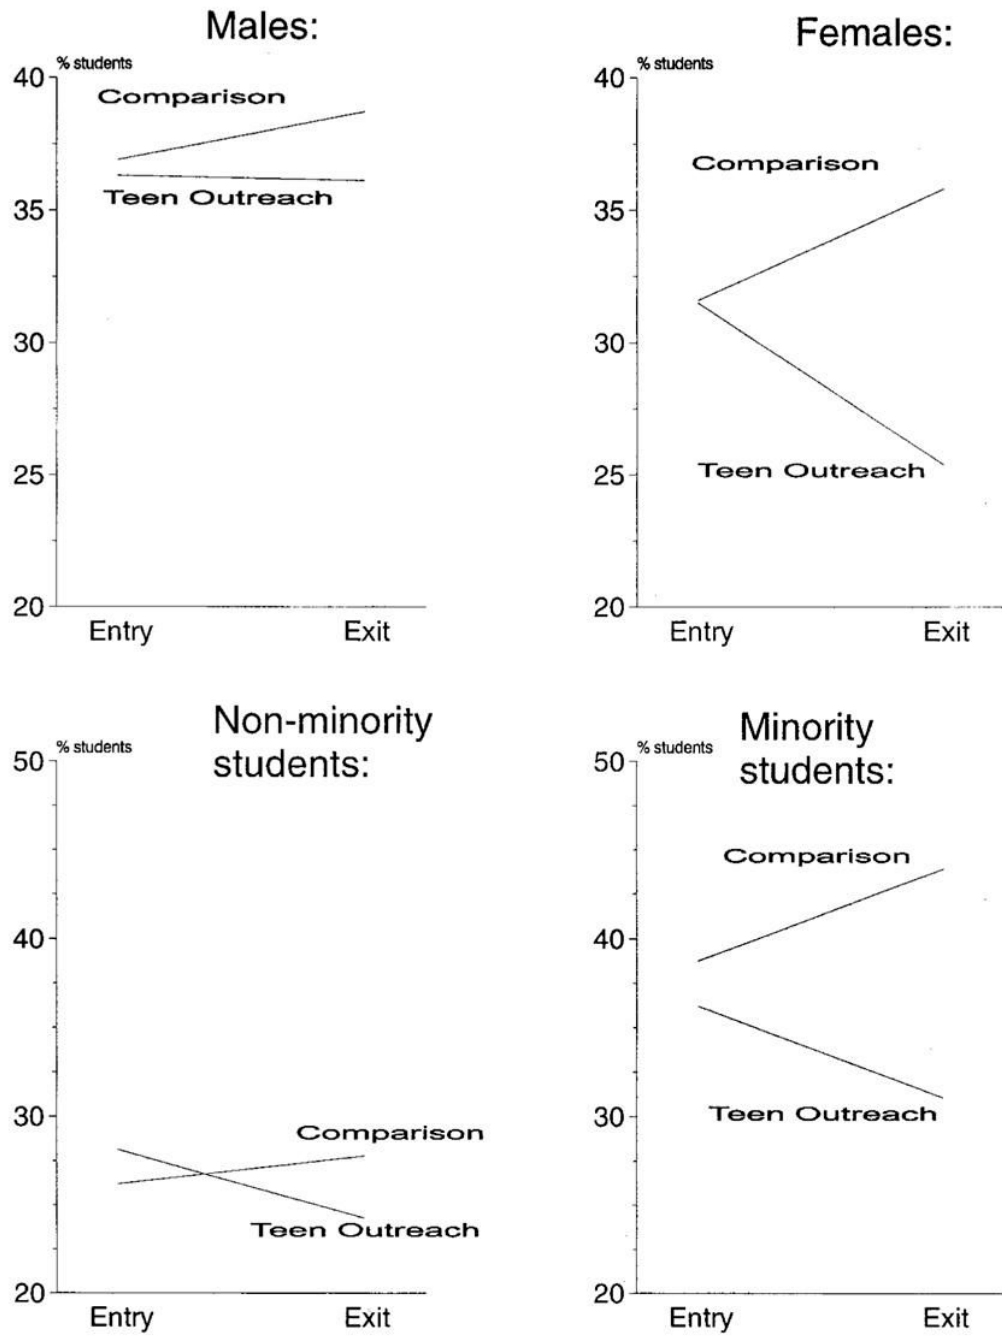 Males:
% students
40
Comparison
Teen Outreach
35
30
25
20
Entry Exit
Females:
% students
40
Comparison
35
30
Teen Outreach
25
20
Entry Exit
Non-minority
students:
% students
50
40
30
Comparison
Teen Outreach
20
Entry Exit
Minority
students:
% students
50
Comparison
40
30
Teen Outreach
20
Entry Exit